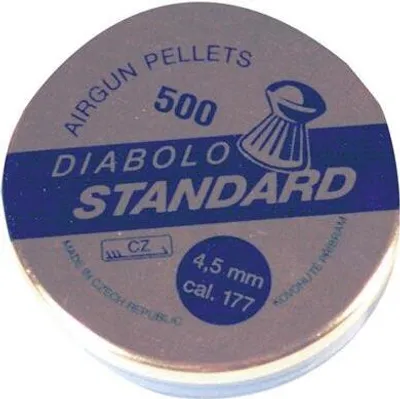 AIRGUN PELLETS
500
DIABOLO
STANDARD
CZ
4,5 mm
cal. 177
MADE IN CZECH REPUBLIC
KOVOHUTĚ PŘÍBRAM